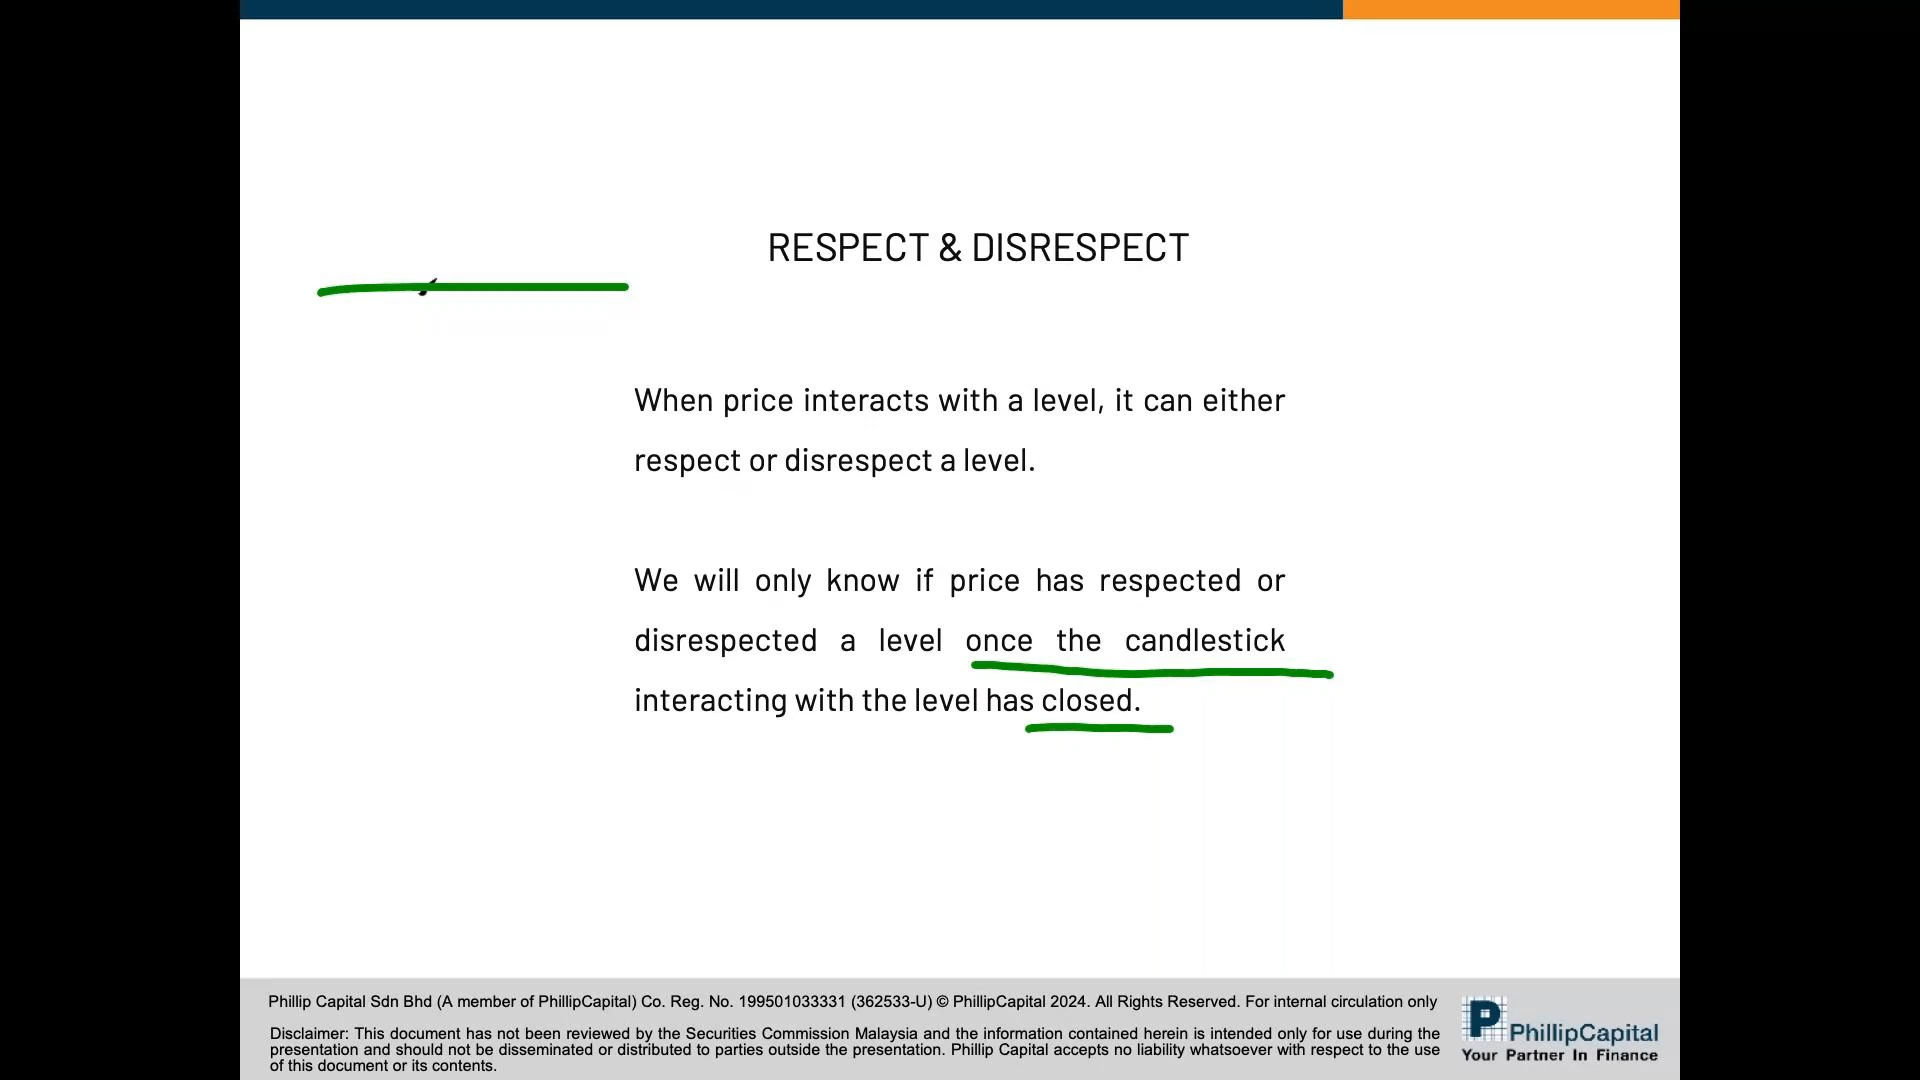 RESPECT & DISRESPECT
When price interacts with a level, it can either
respect or disrespect a level.
We will only know if price has respected or
disrespected a level once the candlestick
interacting with the level has closed.
Phillip Capital Sdn Bhd (A member of PhillipCapital) Co. Reg. No. 199501033331 (362533-U) © PhillipCapital 2024. All Rights Reserved. For internal circulation only
Disclaimer: This document has not been reviewed by the Securities Commission Malaysia and the information contained herein is intended only for use during the
presentation and should not be disseminated or distributed to parties outside the presentation. Phillip Capital accepts no liability whatsoever with respect to the use
of this document or its contents.
PhillipCapital
Your Partner In Finance